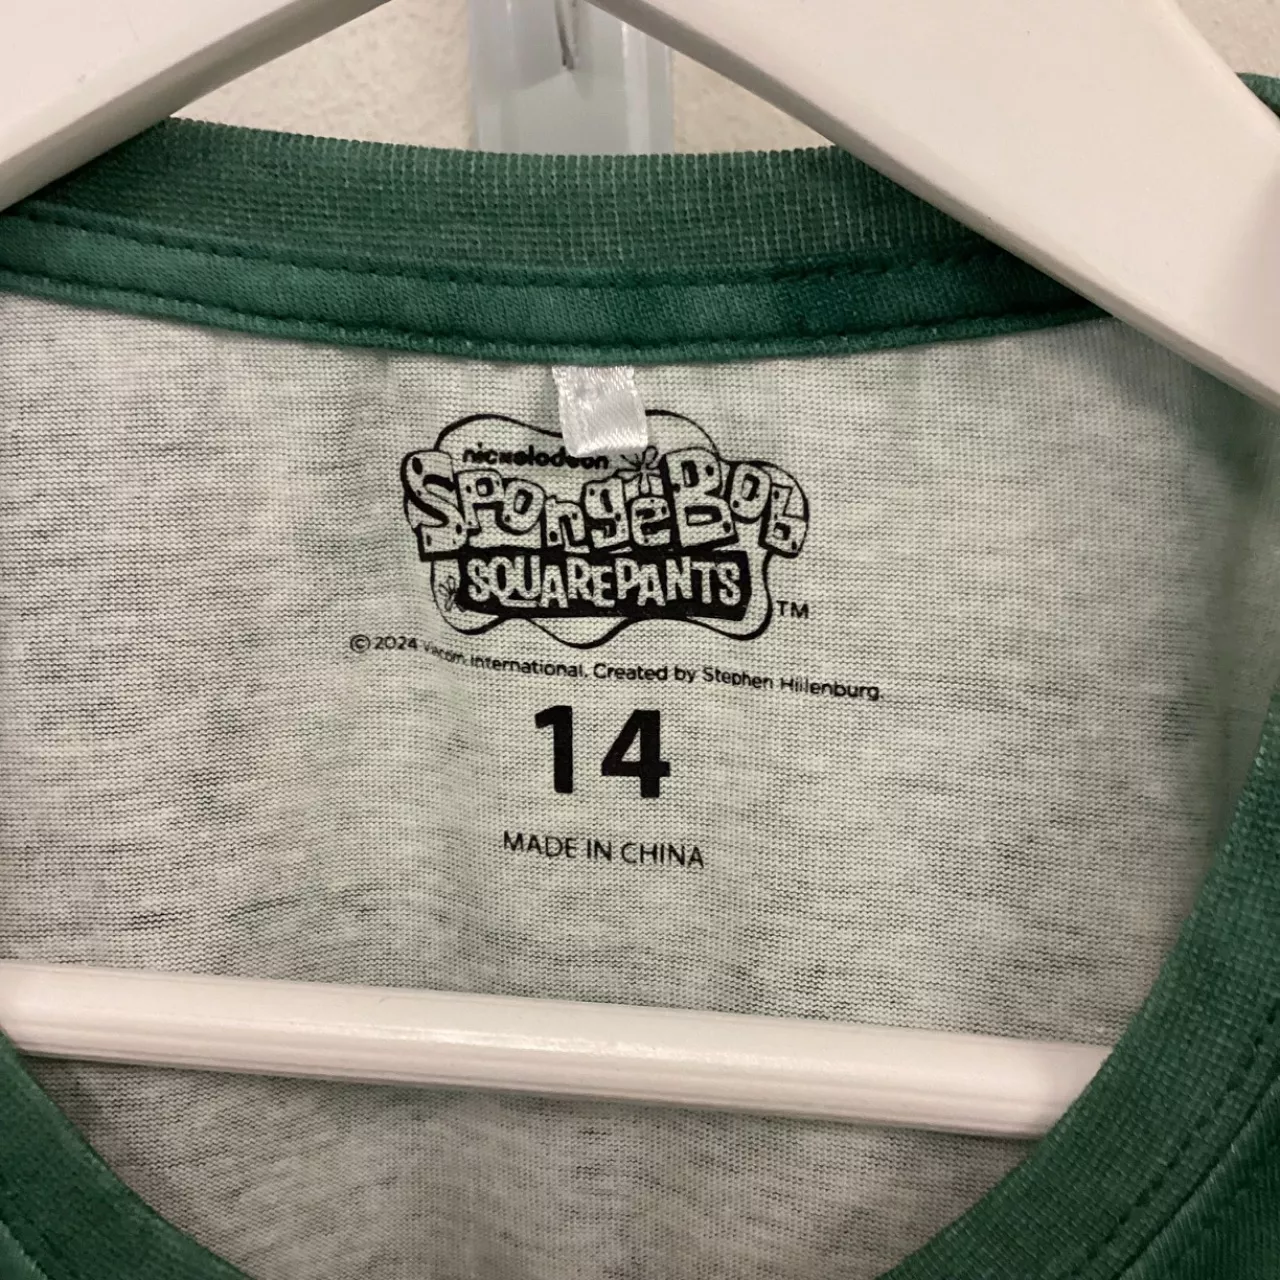 nickelodeon
SPongeBob
SQUAREPANTS TM
©2024 Viacom International. Created by Stephen Hillenburg.
14
MADE IN CHINA